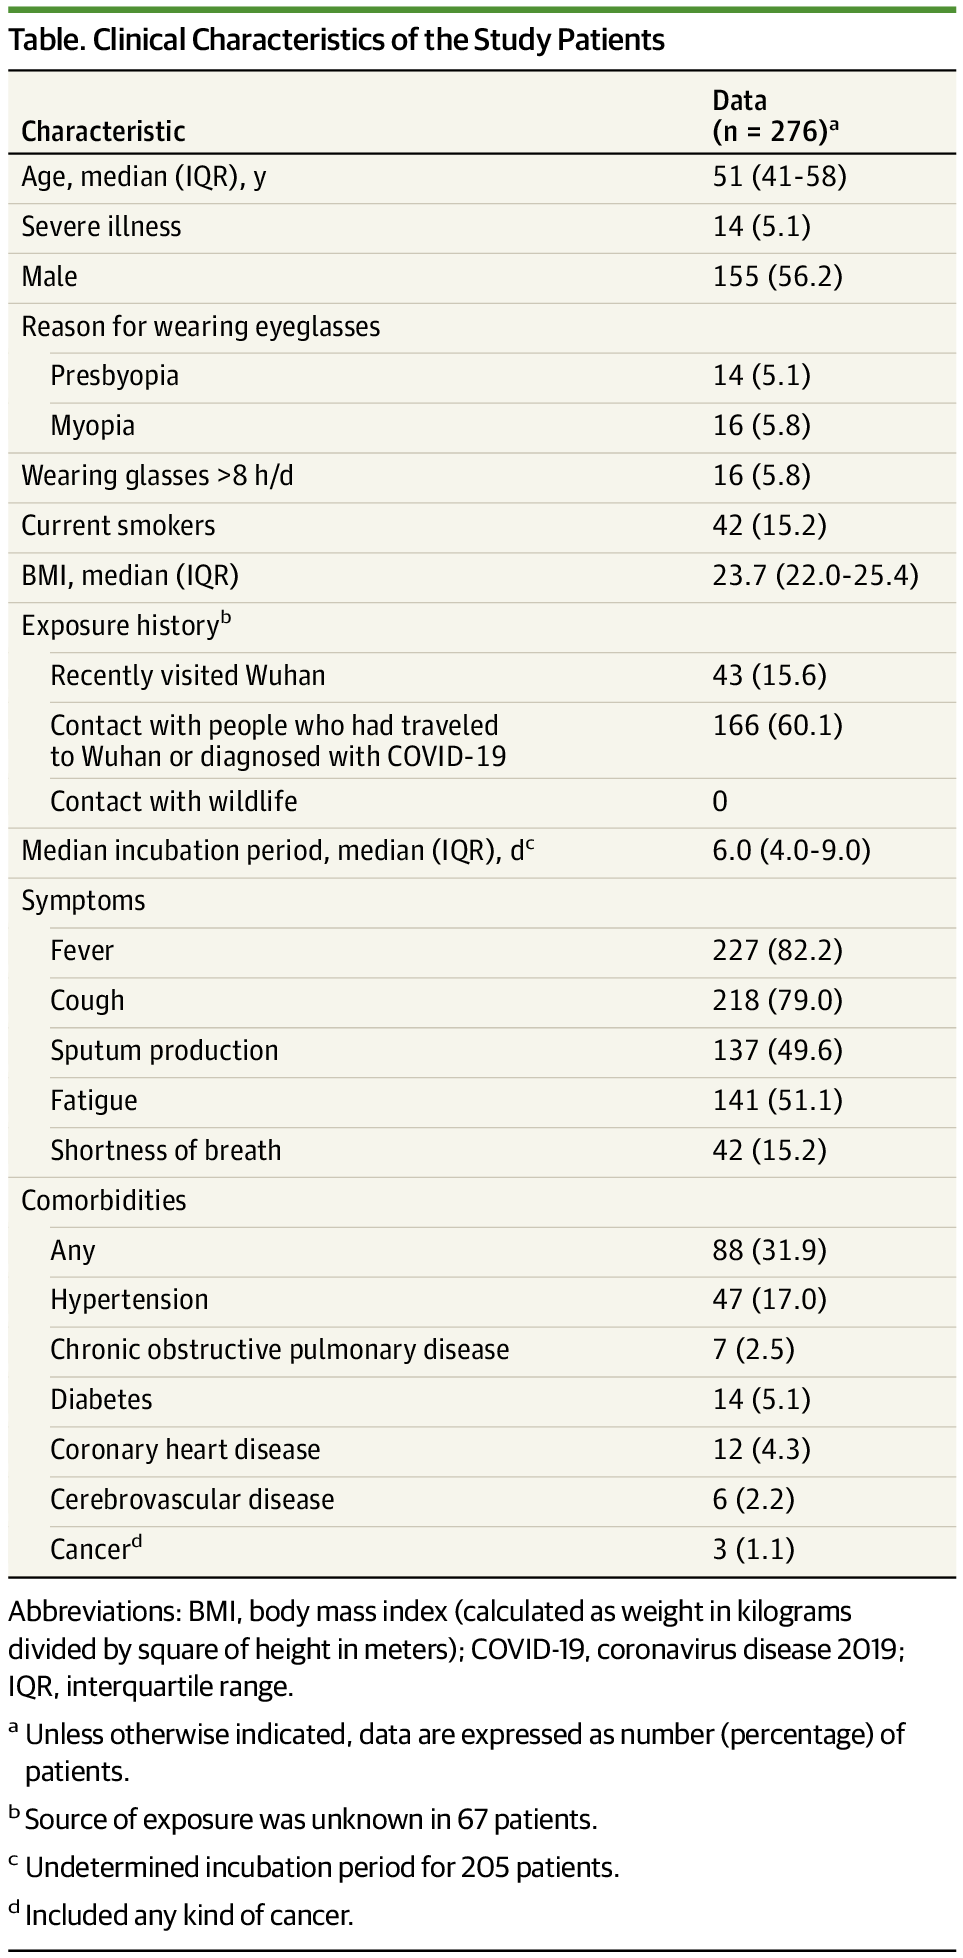 Table. Clinical Characteristics of the Study Patients
Characteristic Data (n = 276)a
Age, median (IQR), y 51 (41-58)
Severe illness 14 (5.1)
Male 155 (56.2)
Reason for wearing eyeglasses
Presbyopia 14 (5.1)
Myopia 16 (5.8)
Wearing glasses >8 h/d 16 (5.8)
Current smokers 42 (15.2)
BMI, median (IQR) 23.7 (22.0-25.4)
Exposure historyb
Recently visited Wuhan 43 (15.6)
Contact with people who had traveled 166 (60.1)
to Wuhan or diagnosed with COVID-19
Contact with wildlife 0
Median incubation period, median (IQR), dc 6.0 (4.0-9.0)
Symptoms
Fever 227 (82.2)
Cough 218 (79.0)
Sputum production 137 (49.6)
Fatigue 141 (51.1)
Shortness of breath 42 (15.2)
Comorbidities
Any 88 (31.9)
Hypertension 47 (17.0)
Chronic obstructive pulmonary disease 7 (2.5)
Diabetes 14 (5.1)
Coronary heart disease 12 (4.3)
Cerebrovascular disease 6 (2.2)
Cancerd 3 (1.1)
Abbreviations: BMI, body mass index (calculated as weight in kilograms
divided by square of height in meters); COVID-19, coronavirus disease 2019;
IQR, interquartile range.
a Unless otherwise indicated, data are expressed as number (percentage) of
patients.
b Source of exposure was unknown in 67 patients.
c Undetermined incubation period for 205 patients.
d Included any kind of cancer.